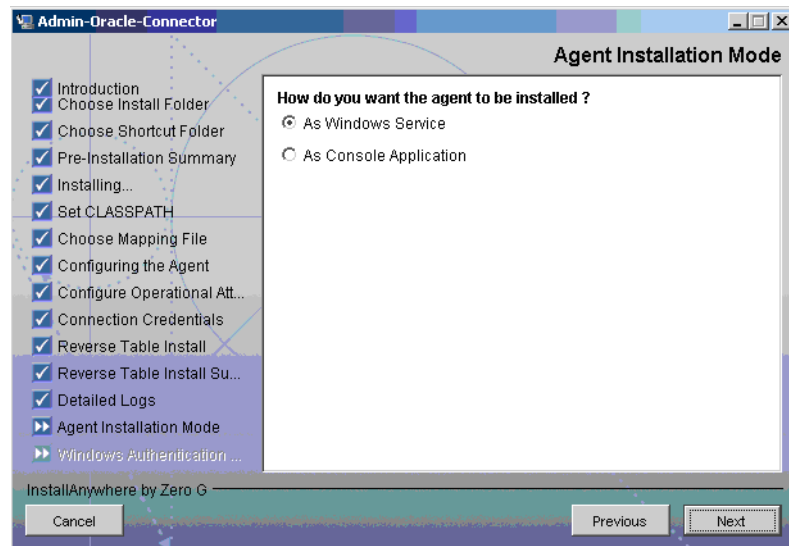 Admin-Oracle-Connector
Agent Installation Mode
Introduction
Choose Install Folder
Choose Shortcut Folder
Pre-Installation Summary
Installing...
Set CLASSPATH
Choose Mapping File
Configuring the Agent
Configure Operational Att...
Connection Credentials
Reverse Table Install
Reverse Table Install Su...
Detailed Logs
Agent Installation Mode
Windows Authentication ...
How do you want the agent to be installed ?
As Windows Service
As Console Application
InstallAnywhere by Zero G
Cancel
Previous
Next